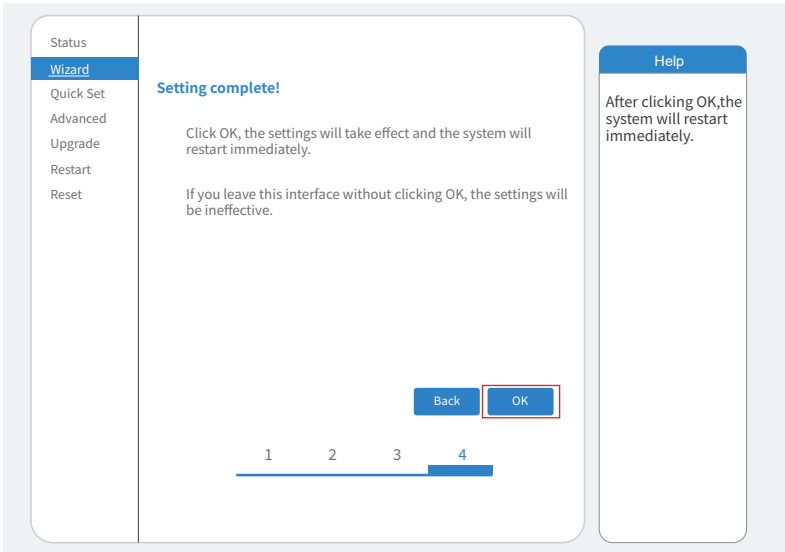 Status
Wizard
Quick Set
Advanced
Upgrade
Restart
Reset
Setting complete!
Click OK, the settings will take effect and the system will
restart immediately.
If you leave this interface without clicking OK, the settings will
be ineffective.
Back
OK
1
2
3
4
Help
After clicking OK,the
system will restart
immediately.